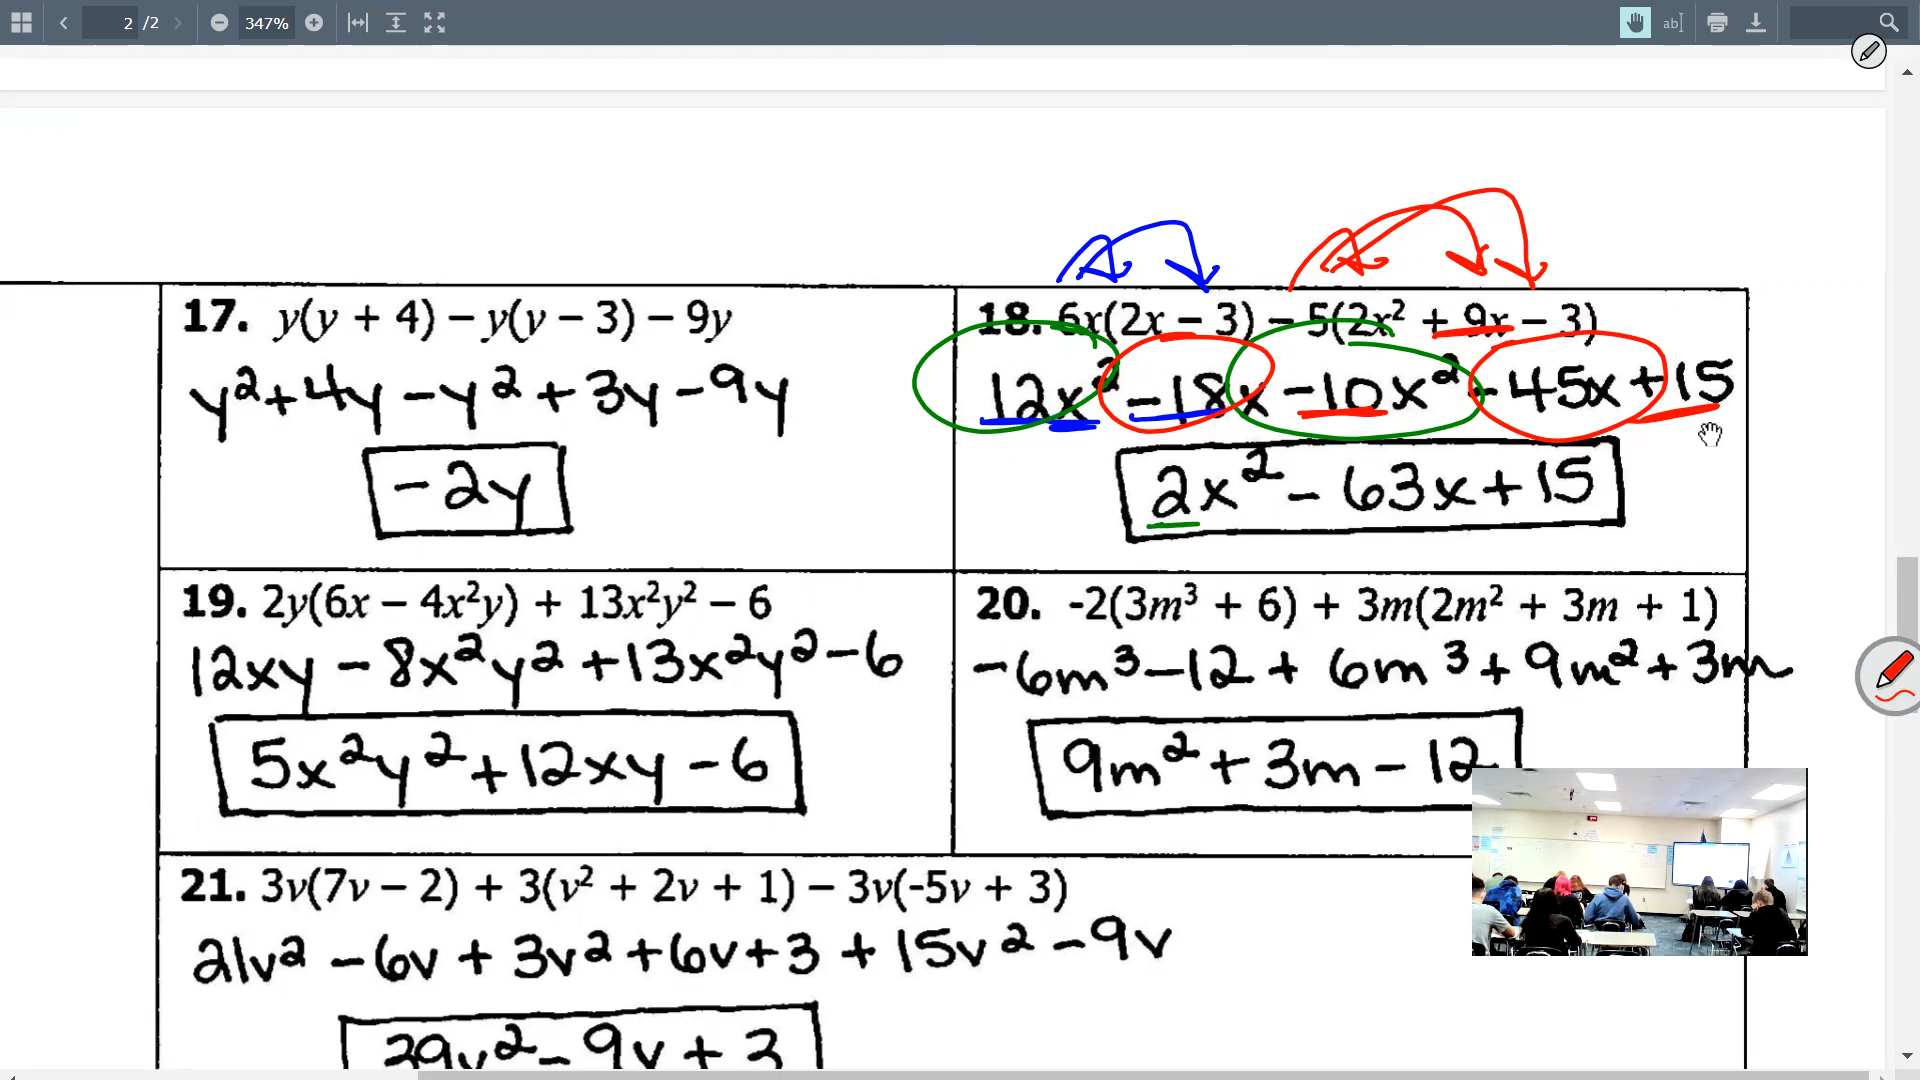 2 /2 347% ab
17. y(y + 4) – y(y – 3) – 9y
y² + 4y – y² + 3y – 9y
-2y
18. 6x(2x – 3) – 5(2x² + 9x – 3)
12x² – 18x – 10x² – 45x + 15
2x² – 63x + 15
19. 2y(6x – 4x²y) + 13x²y² – 6
12xy – 8x²y² + 13x²y² – 6
5x²y² + 12xy – 6
20. -2(3m³ + 6) + 3m(2m² + 3m + 1)
-6m³ – 12 + 6m³ + 9m² + 3m
9m² + 3m – 12
21. 3v(7v – 2) + 3(v² + 2v + 1) – 3v(-5v + 3)
21v² – 6v + 3v² + 6v + 3 + 15v² – 9v
39v² – 9v + 3